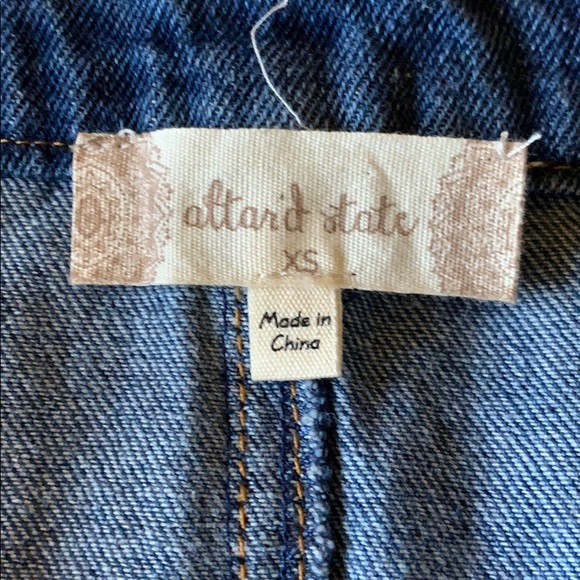 altar'd state
XS
Made in
China